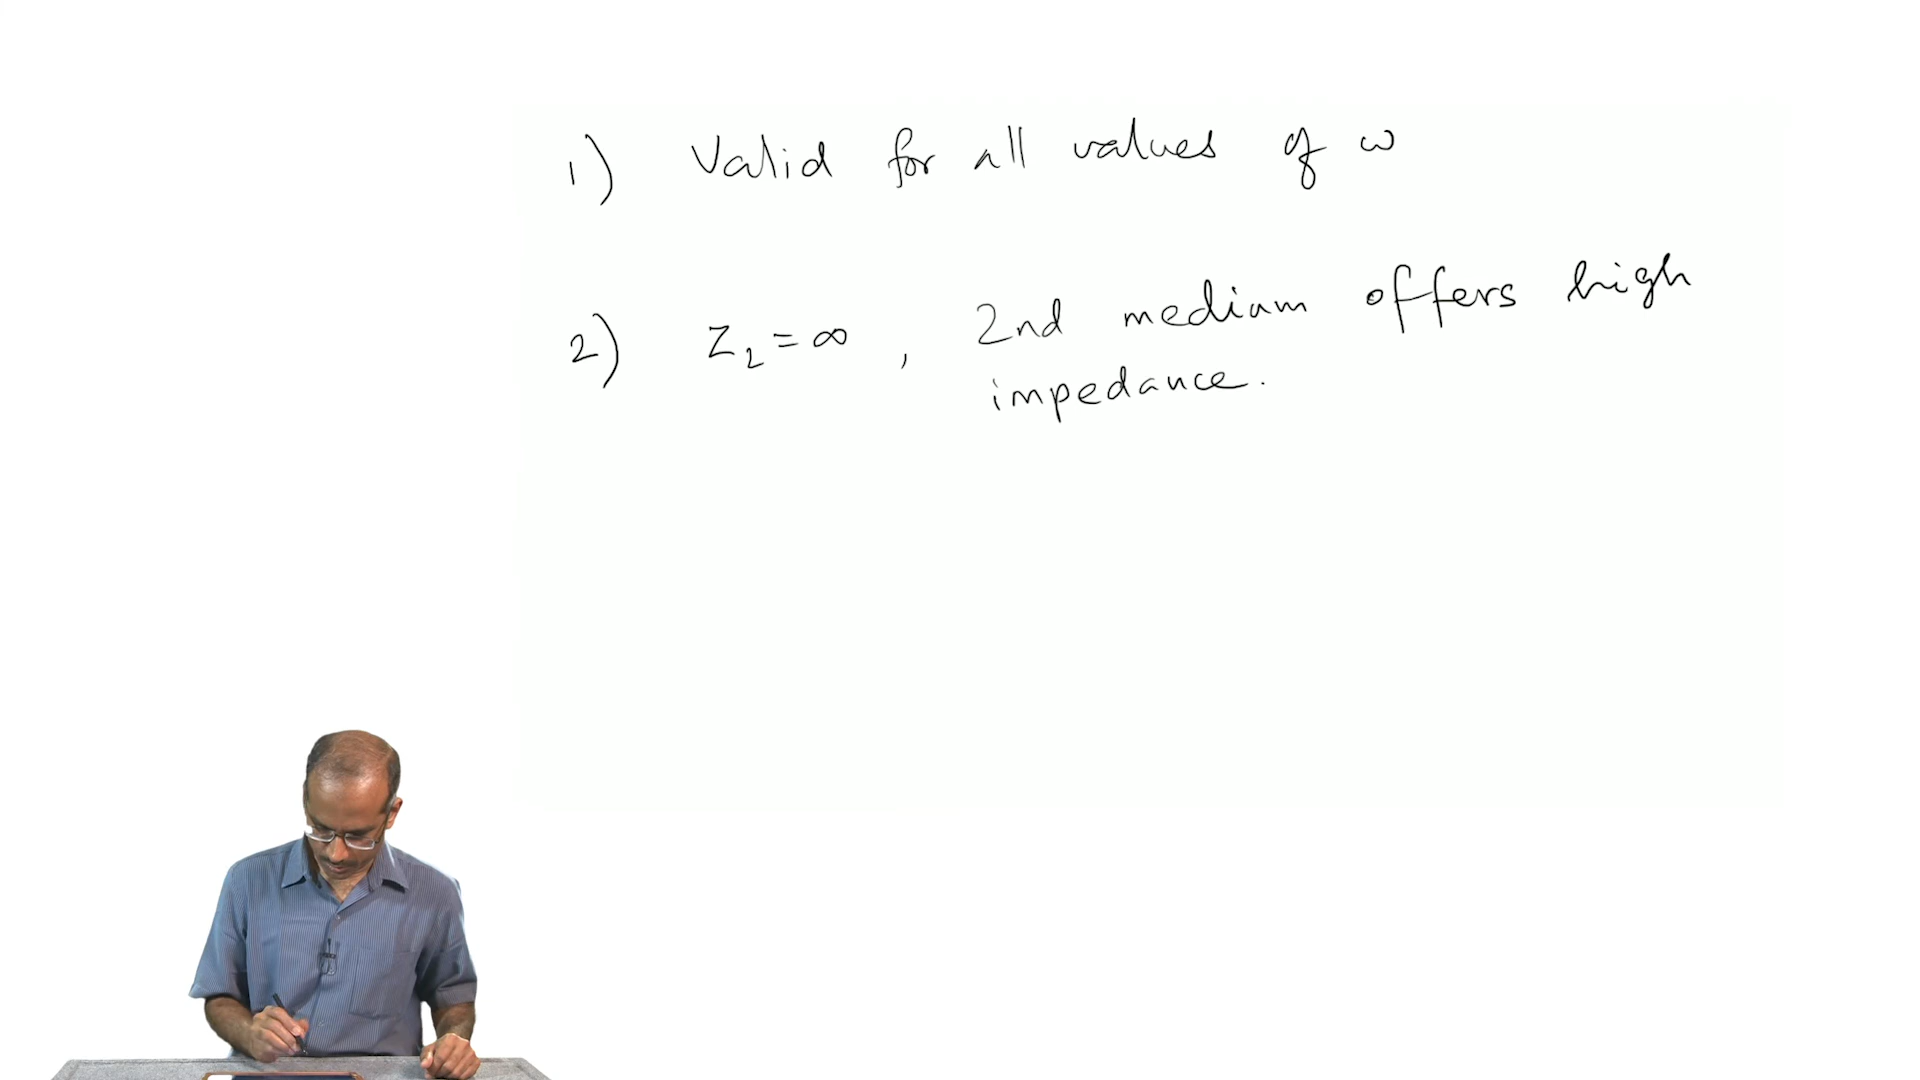 1) Valid for all values of ω
2) Z₂ = ∞ , 2nd medium offers high
impedance.